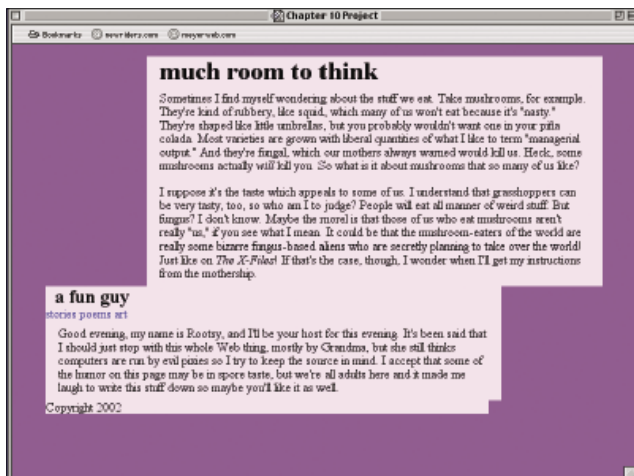 Chapter 10 Project
Bookmarks newriders.com meyerweb.com
much room to think
Sometimes I find myself wondering about the stuff we eat. Take mushrooms, for example.
They're kind of rubbery, like squid, which many of us won't eat because it's "nasty."
They're shaped like little umbrellas, but you probably wouldn't want one in your piña
colada. Most varieties are grown with liberal quantities of what I like to term "managerial
output." And they're fungal, which our mothers always warned would kill us. Heck, some
mushrooms actually will kill you. So what is it about mushrooms that so many of us like?
I suppose it's the taste which appeals to some of us. I understand that grasshoppers can
be very tasty, too, so who am I to judge? People will eat all manner of weird stuff. But
fungus? I don't know. Maybe the morel is that those of us who eat mushrooms aren't
really "us," if you see what I mean. It could be that the mushroom-eaters of the world are
really some bizarre fungus-based aliens who are secretly planning to take over the world!
Just like on The X-Files! If that's the case, though, I wonder when I'll get my instructions
from the mothership.
a fun guy
stories poems art
Good evening, my name is Rootsy, and I'll be your host for this evening. It's been said that
I should just stop with this whole Web thing, mostly by Grandma, but she still thinks
computers are run by evil pixies so I try to keep the source in mind. I accept that some of
the humor on this page may be in spore taste, but we're all adults here and it made me
laugh to write this stuff down so maybe you'll like it as well.
Copyright 2002